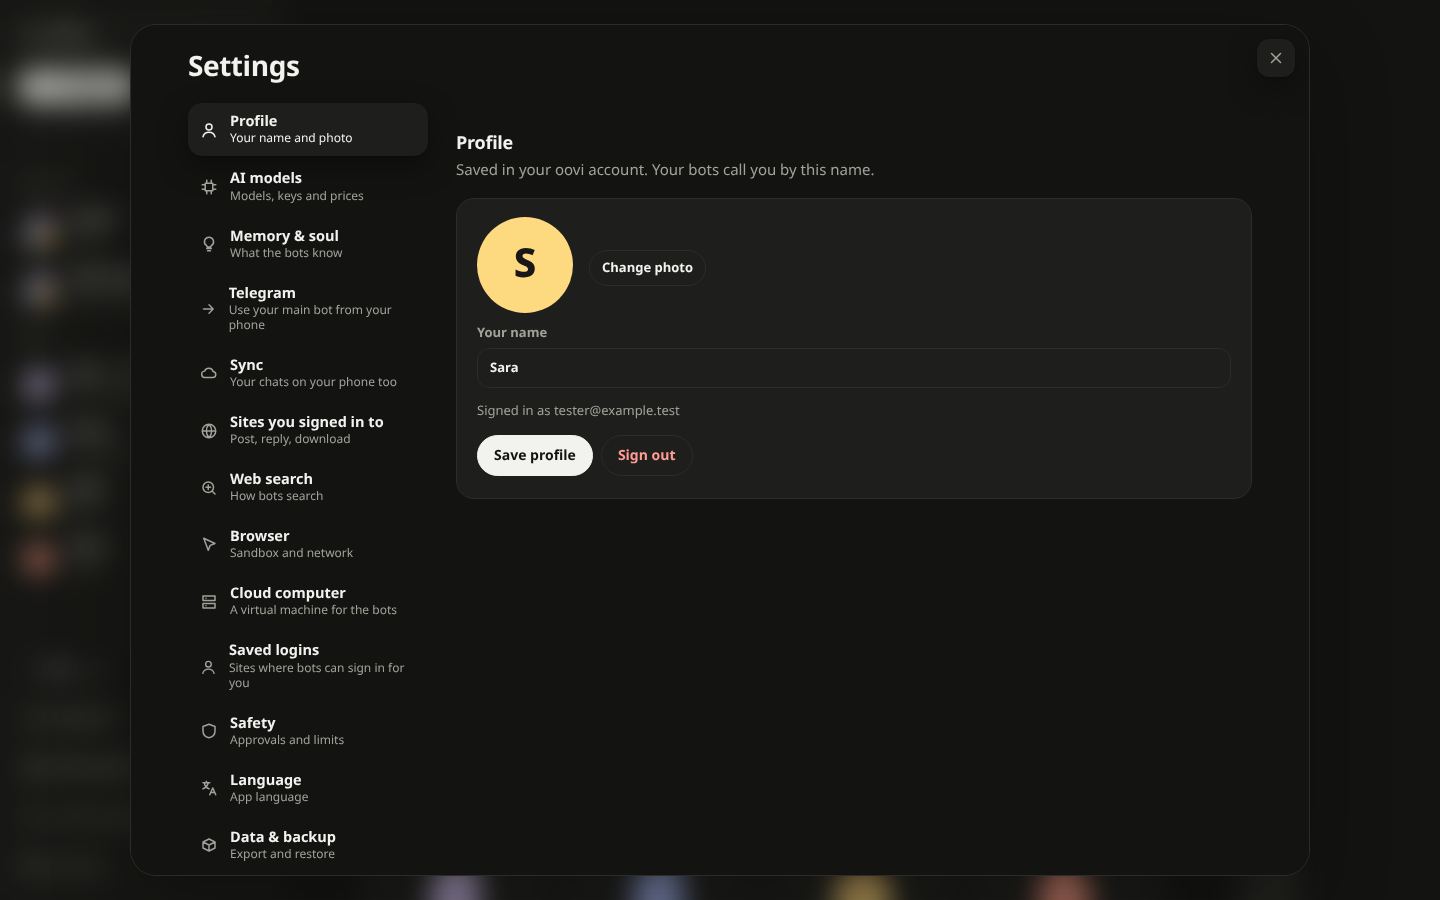 Settings
Profile
Your name and photo
AI models
Models, keys and prices
Memory & soul
What the bots know
Telegram
Use your main bot from your
phone
Sync
Your chats on your phone too
Sites you signed in to
Post, reply, download
Web search
How bots search
Browser
Sandbox and network
Cloud computer
A virtual machine for the bots
Saved logins
Sites where bots can sign in for
you
Safety
Approvals and limits
Language
App language
Data & backup
Export and restore
Profile
Saved in your oovi account. Your bots call you by this name.
S
Change photo
Your name
Sara
Signed in as tester@example.test
Save profile
Sign out